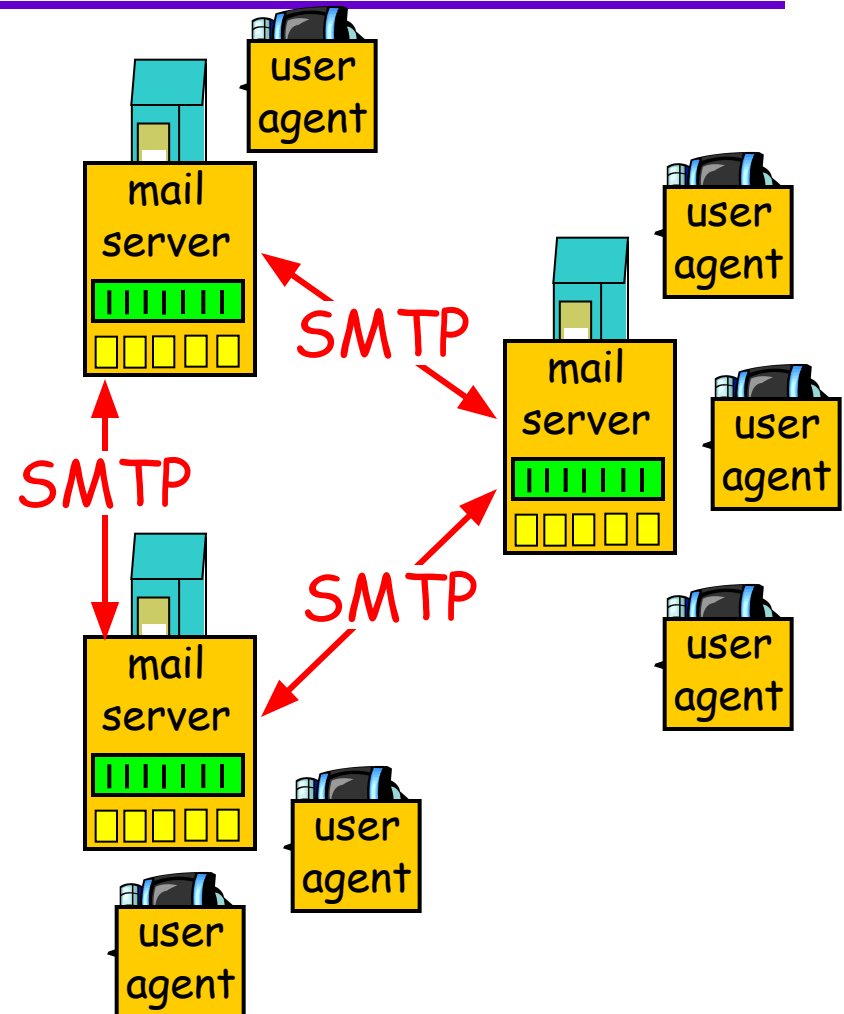 user
agent
mail
server
user
agent
SMTP
mail
server
user
agent
SMTP
SMTP
mail
server
user
agent
user
agent
user
agent